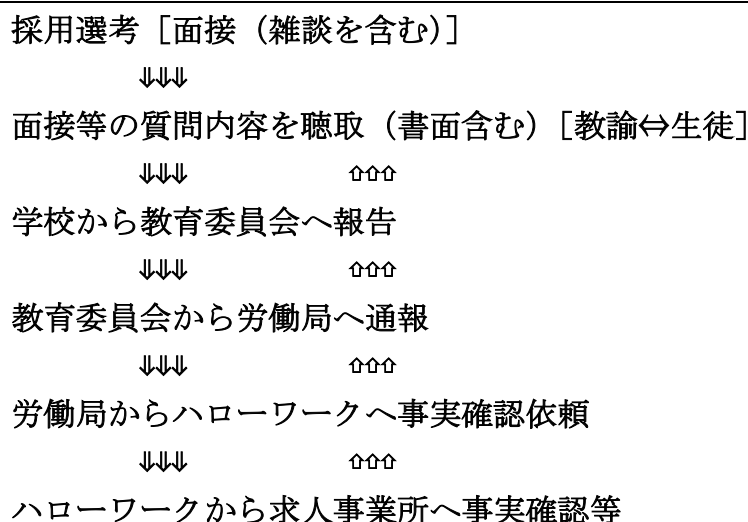 採用選考［面接（雑談を含む）］
⇓⇓⇓
面接等の質問内容を聴取（書面含む）［教諭⇔生徒］
⇓⇓⇓ ⇧⇧⇧
学校から教育委員会へ報告
⇓⇓⇓ ⇧⇧⇧
教育委員会から労働局へ通報
⇓⇓⇓ ⇧⇧⇧
労働局からハローワークへ事実確認依頼
⇓⇓⇓ ⇧⇧⇧
ハローワークから求人事業所へ事実確認等